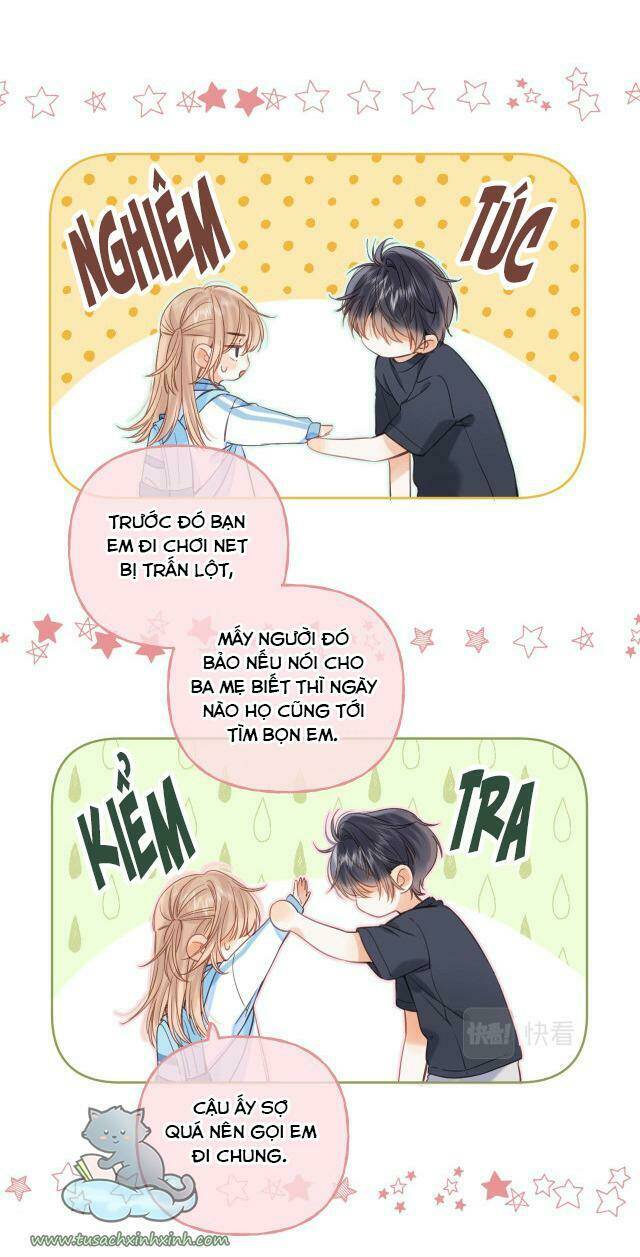 NGHIÊM
TÚC
TRƯỚC ĐÓ BẠN
EM ĐI CHƠI NET
BỊ TRẤN LỘT,
MẤY NGƯỜI ĐÓ
BẢO NẾU NÓI CHO
BA MẸ BIẾT THÌ NGÀY
NÀO HỌ CŨNG TỚI
TÌM BỌN EM.
KIỂM
TRA
快看! 快看
CẬU ẤY SỢ
QUÁ NÊN GỌI EM
ĐI CHUNG.
www.tusachxinhxinh.com